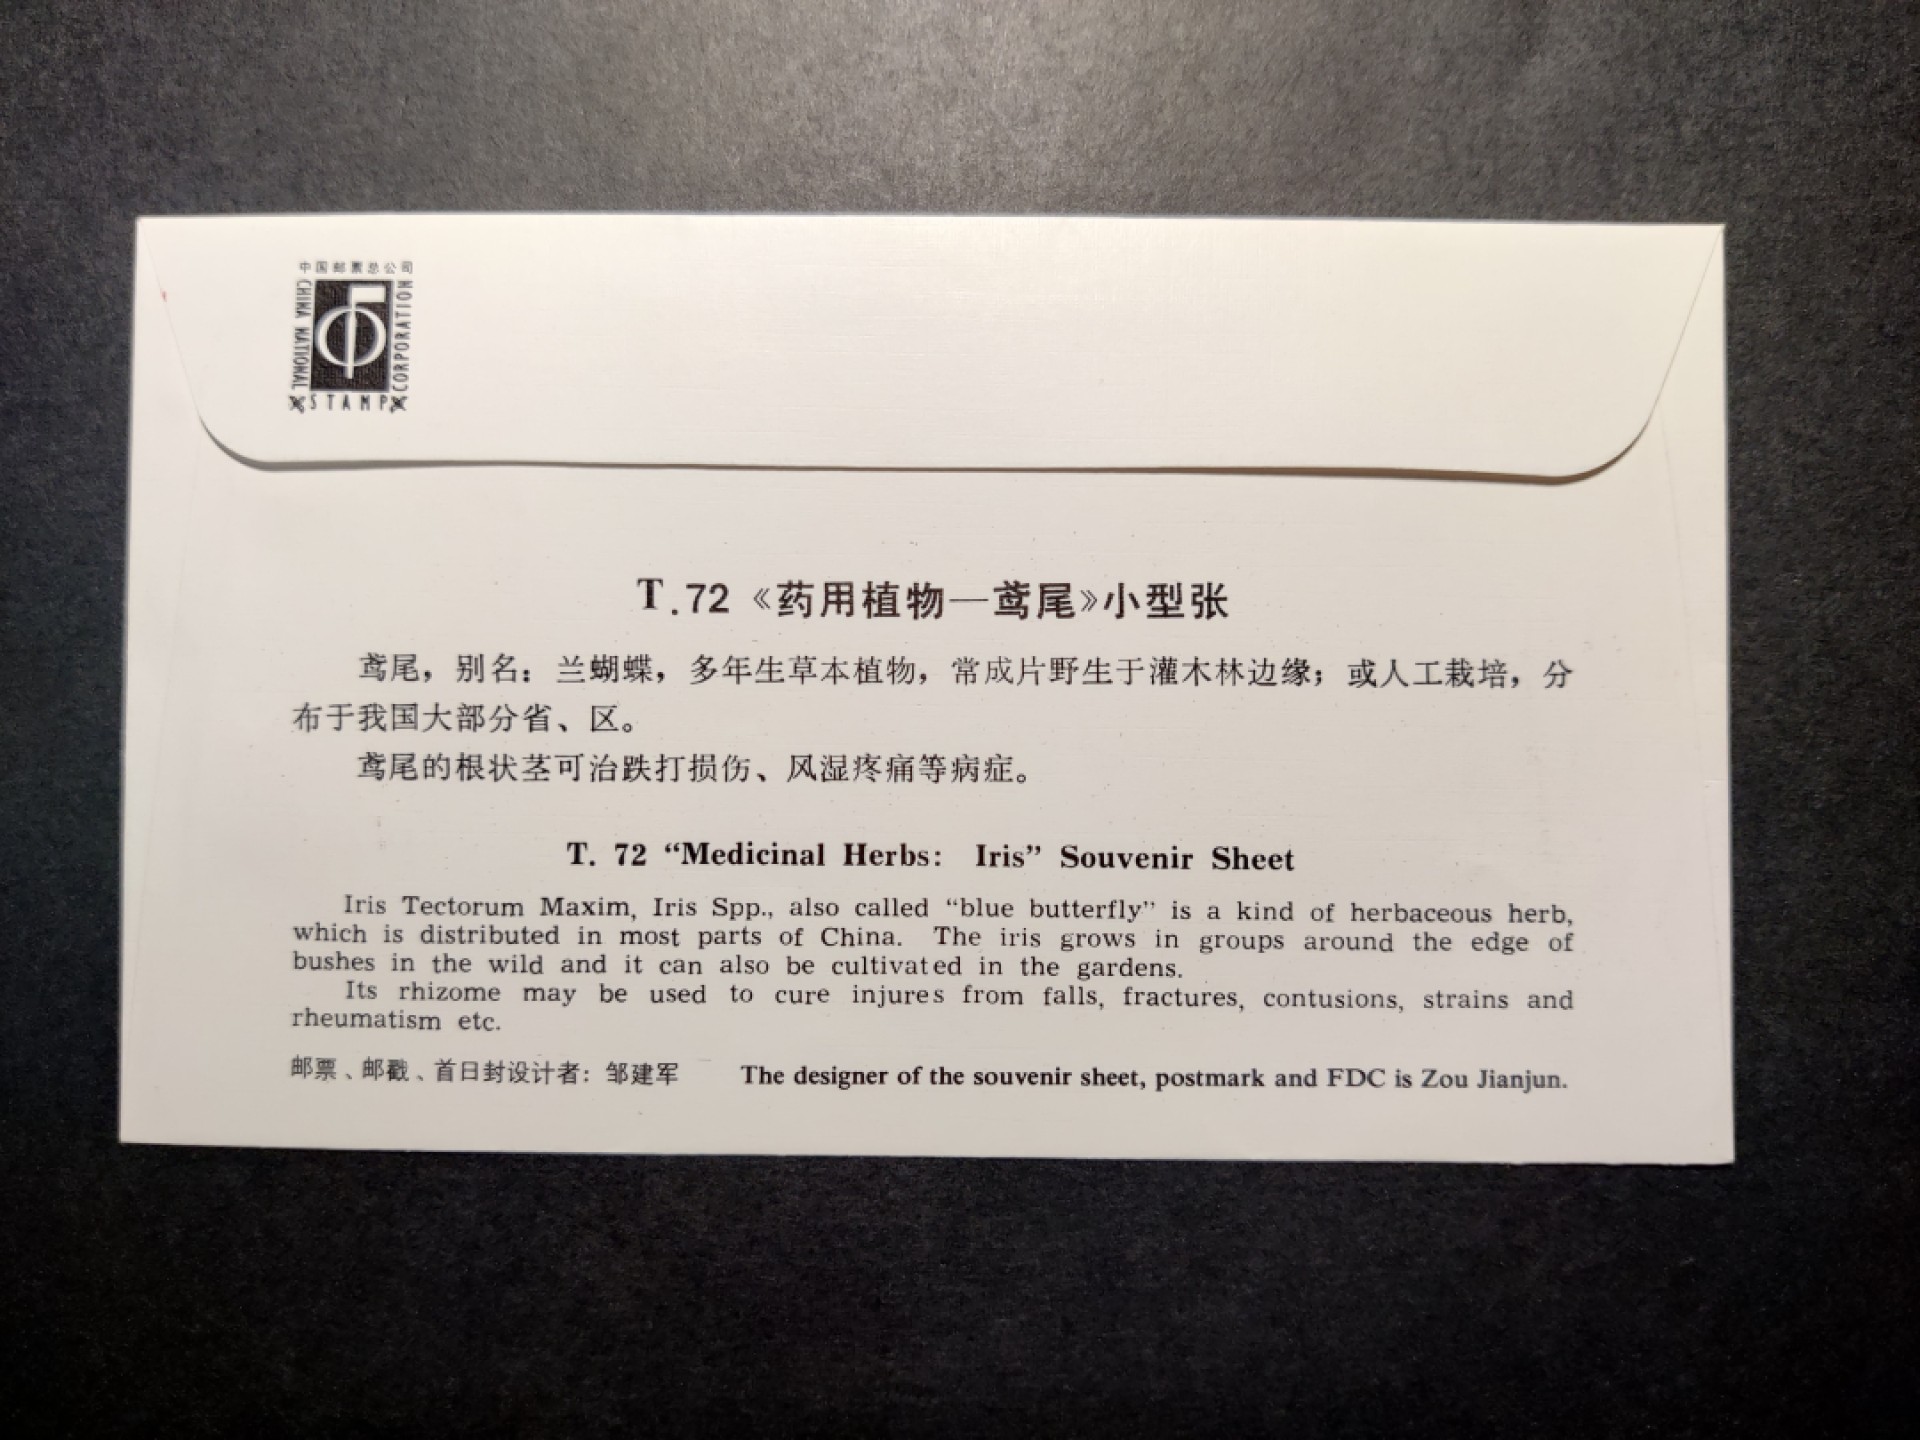 中国邮票总公司
CHINA NATIONAL
STAMP
CORPORATION
T.72《药用植物—鸢尾》小型张
鸢尾，别名：兰蝴蝶，多年生草本植物，常成片野生于灌木林边缘；或人工栽培，分
布于我国大部分省、区。
鸢尾的根状茎可治跌打损伤、风湿疼痛等病症。
T. 72 “Medicinal Herbs: Iris” Souvenir Sheet
Iris Tectorum Maxim, Iris Spp., also called “blue butterfly” is a kind of herbaceous herb,
which is distributed in most parts of China. The iris grows in groups around the edge of
bushes in the wild and it can also be cultivated in the gardens.
Its rhizome may be used to cure injures from falls, fractures, contusions, strains and
rheumatism etc.
邮票、邮戳、首日封设计者：邹建军 The designer of the souvenir sheet, postmark and FDC is Zou Jianjun.